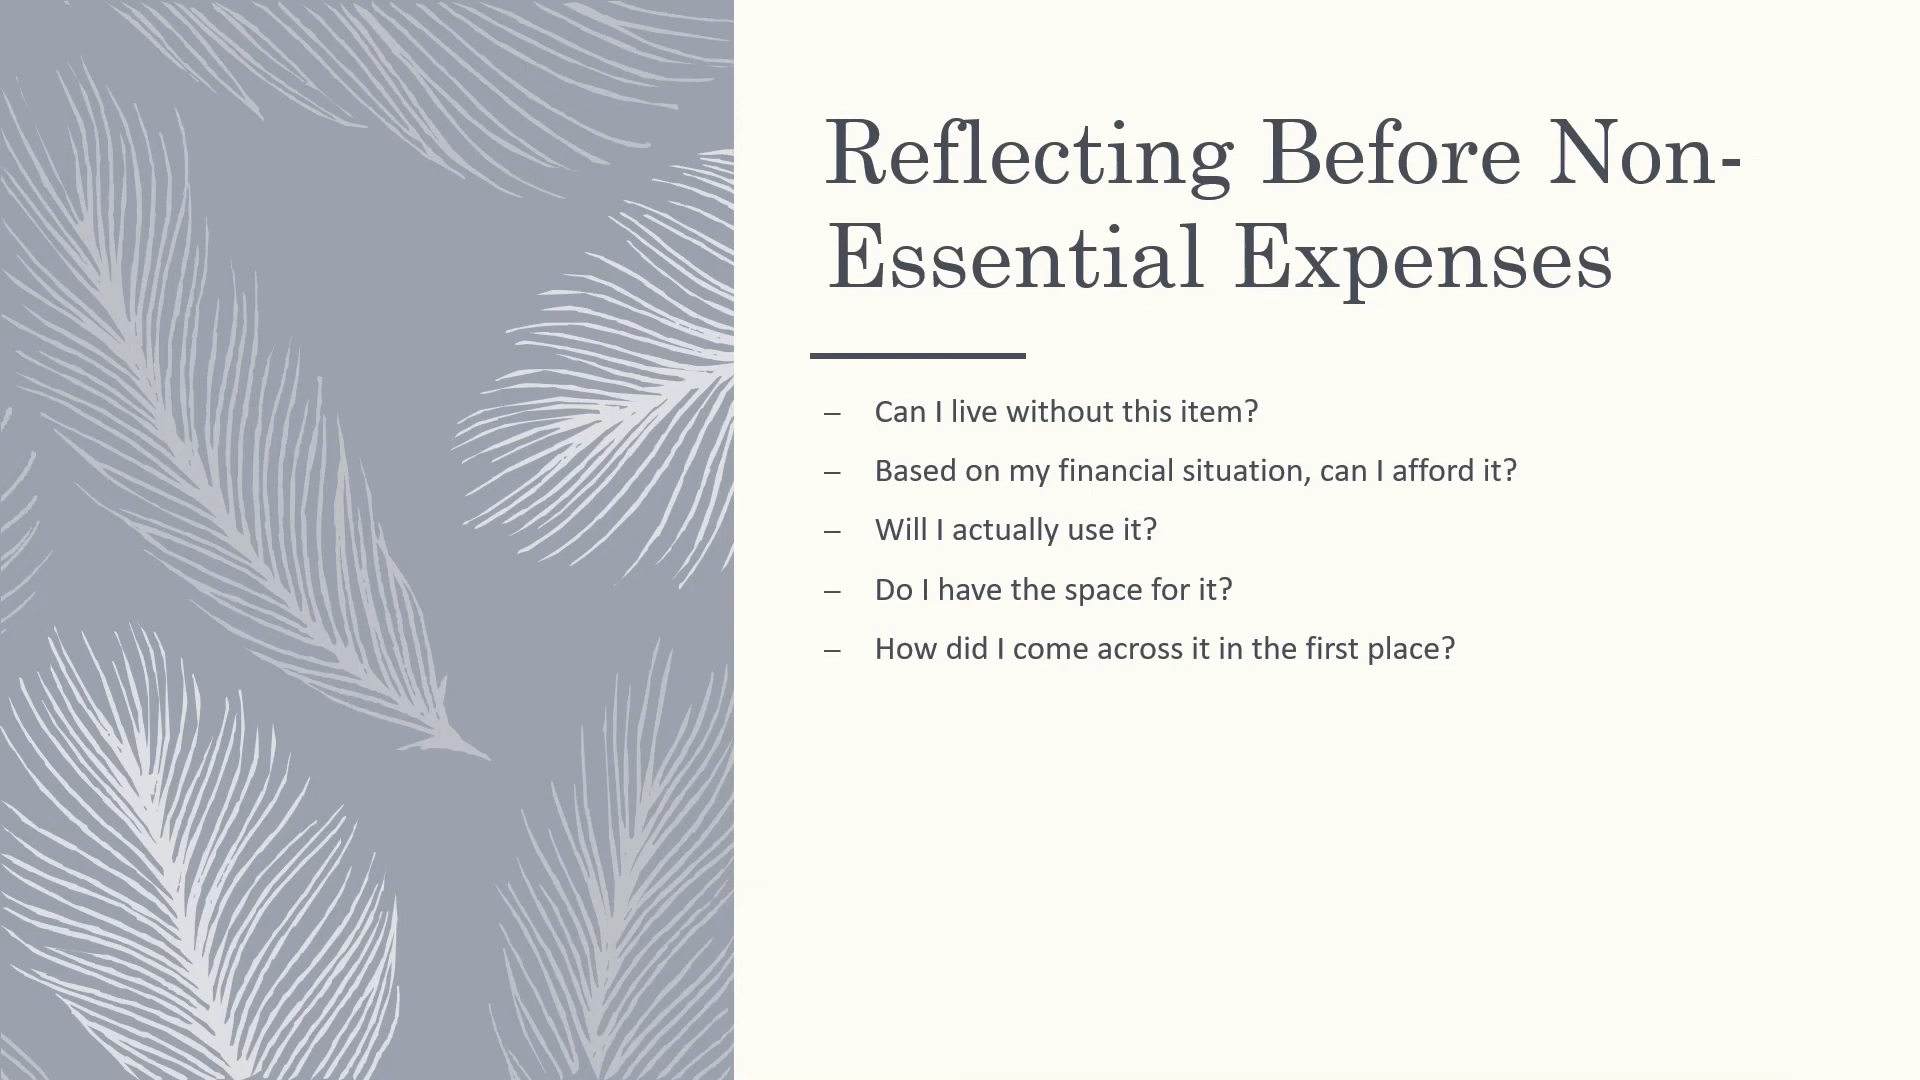 Reflecting Before Non-
Essential Expenses
– Can I live without this item?
– Based on my financial situation, can I afford it?
– Will I actually use it?
– Do I have the space for it?
– How did I come across it in the first place?